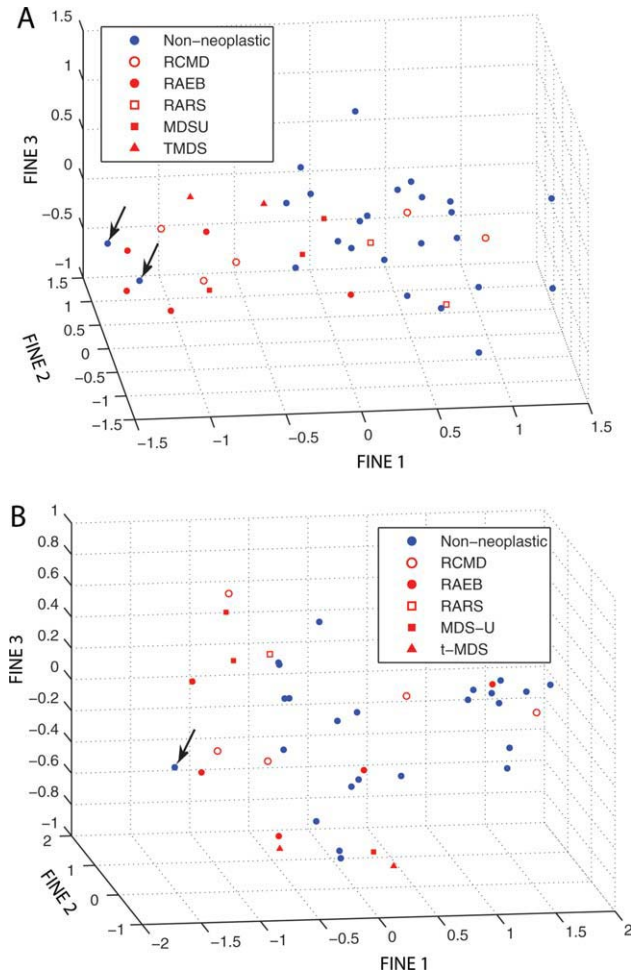 A
1.5
1
0.5
0
−0.5
−1
FINE 3
Non−neoplastic
RCMD
RAEB
RARS
MDSU
TMDS
1.5
1
0.5
0
−0.5
−1
−1.5
FINE 2
−1.5
−1
−0.5
0
0.5
1
1.5
FINE 1
B
1
0.8
0.6
0.4
0.2
0
−0.2
−0.4
−0.6
−0.8
−1
FINE 3
Non−neoplastic
RCMD
RAEB
RARS
MDS−U
t−MDS
2
1
0
−1
FINE 2
−2
−1.5
−1
−0.5
0
0.5
1
1.5
2
FINE 1